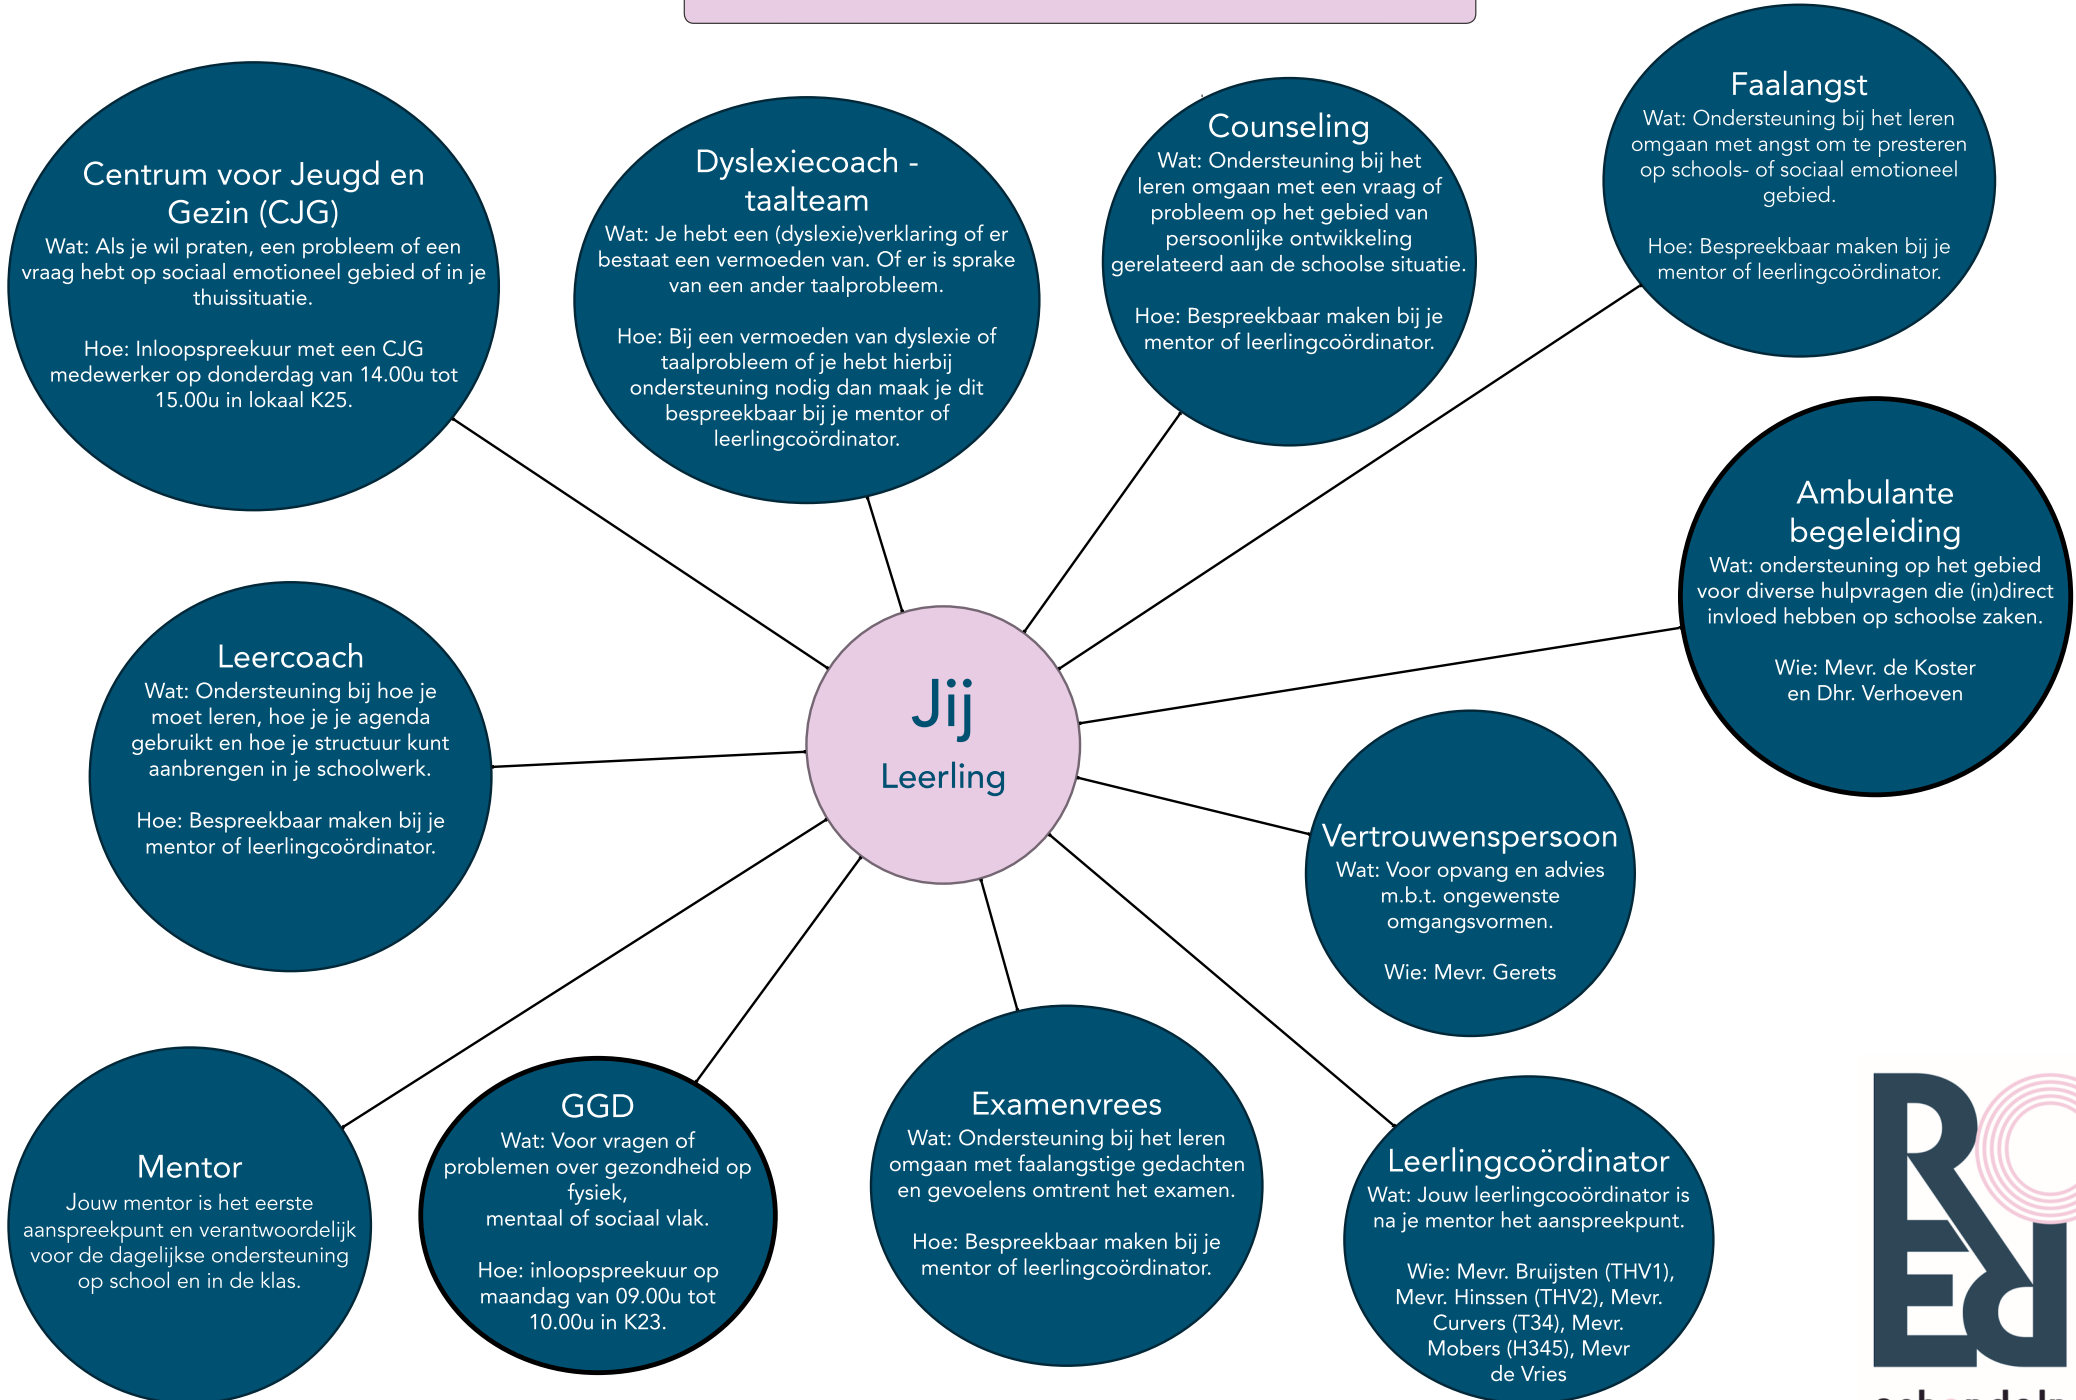 Centrum voor Jeugd en
Gezin (CJG)
Wat: Als je wil praten, een probleem of een
vraag hebt op sociaal emotioneel gebied of in je
thuissituatie.
Hoe: Inloopspreekuur met een CJG
medewerker op donderdag van 14.00u tot
15.00u in lokaal K25.
Dyslexiecoach -
taalteam
Wat: Je hebt een (dyslexie)verklaring of er
bestaat een vermoeden van. Of er is sprake
van een ander taalprobleem.
Hoe: Bij een vermoeden van dyslexie of
taalprobleem of je hebt hierbij
ondersteuning nodig dan maak je dit
bespreekbaar bij je mentor of
leerlingcoördinator.
Counseling
Wat: Ondersteuning bij het
leren omgaan met een vraag of
probleem op het gebied van
persoonlijke ontwikkeling
gerelateerd aan de schoolse situatie.
Hoe: Bespreekbaar maken bij je
mentor of leerlingcoördinator.
Faalangst
Wat: Ondersteuning bij het leren
omgaan met angst om te presteren
op schools- of sociaal emotioneel
gebied.
Hoe: Bespreekbaar maken bij je
mentor of leerlingcoördinator.
Ambulante
begeleiding
Wat: ondersteuning op het gebied
voor diverse hulpvragen die (in)direct
invloed hebben op schoolse zaken.
Wie: Mevr. de Koster
en Dhr. Verhoeven
Leercoach
Wat: Ondersteuning bij hoe je
moet leren, hoe je je agenda
gebruikt en hoe je structuur kunt
aanbrengen in je schoolwerk.
Hoe: Bespreekbaar maken bij je
mentor of leerlingcoördinator.
Jij
Leerling
Vertrouwenspersoon
Wat: Voor opvang en advies
m.b.t. ongewenste
omgangsvormen.
Wie: Mevr. Gerets
Mentor
Jouw mentor is het eerste
aanspreekpunt en verantwoordelijk
voor de dagelijkse ondersteuning
op school en in de klas.
GGD
Wat: Voor vragen of
problemen over gezondheid op
fysiek,
mentaal of sociaal vlak.
Hoe: inloopspreekuur op
maandag van 09.00u tot
10.00u in K23.
Examenvrees
Wat: Ondersteuning bij het leren
omgaan met faalangstige gedachten
en gevoelens omtrent het examen.
Hoe: Bespreekbaar maken bij je
mentor of leerlingcoördinator.
Leerlingcoördinator
Wat: Jouw leerlingcooördinator is
na je mentor het aanspreekpunt.
Wie: Mevr. Bruijsten (THV1),
Mevr. Hinssen (THV2), Mevr.
Curvers (T34), Mevr.
Mobers (H345), Mevr
de Vries